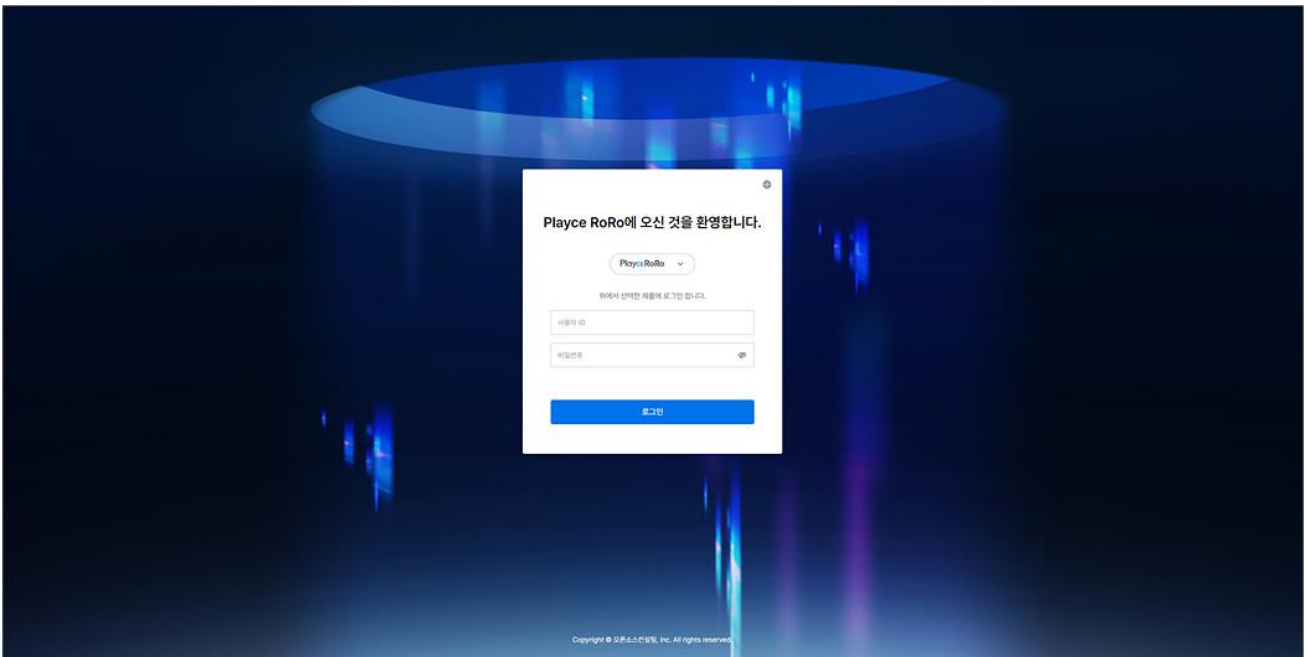 Playce RoRo에 오신 것을 환영합니다.
PlayceRoRo
위에서 선택한 제품에 로그인 합니다.
사용자 ID
비밀번호
로그인
Copyright © 오픈소스컨설팅, Inc. All rights reserved.